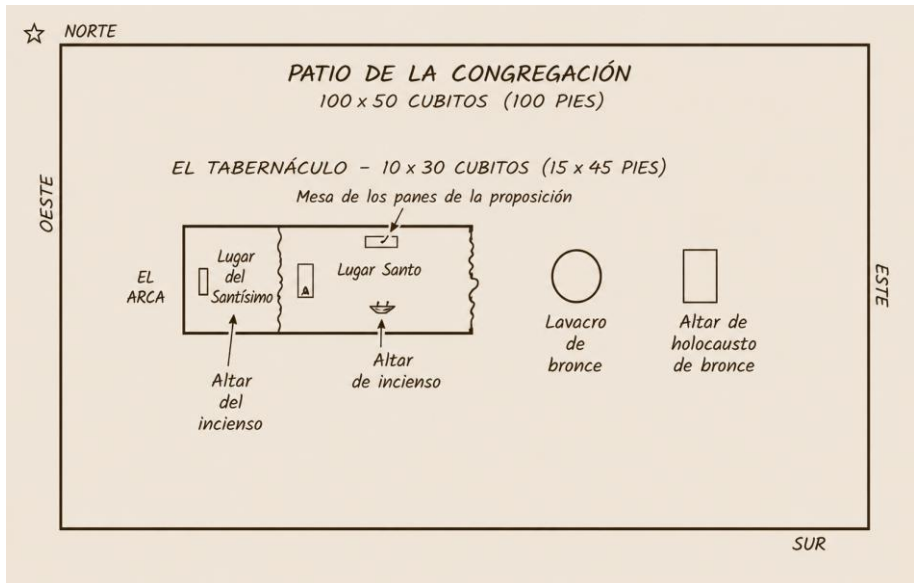 NORTE
PATIO DE LA CONGREGACIÓN
100 x 50 CUBITOS (100 PIES)
EL TABERNÁCULO – 10 x 30 CUBITOS (15 x 45 PIES)
Mesa de los panes de la proposición
OESTE
EL
ARCA
Lugar
del
Santísimo
Lugar Santo
Altar
del
incienso
Altar
de incienso
Lavacro
de
bronce
Altar de
holocausto
de bronce
ESTE
SUR